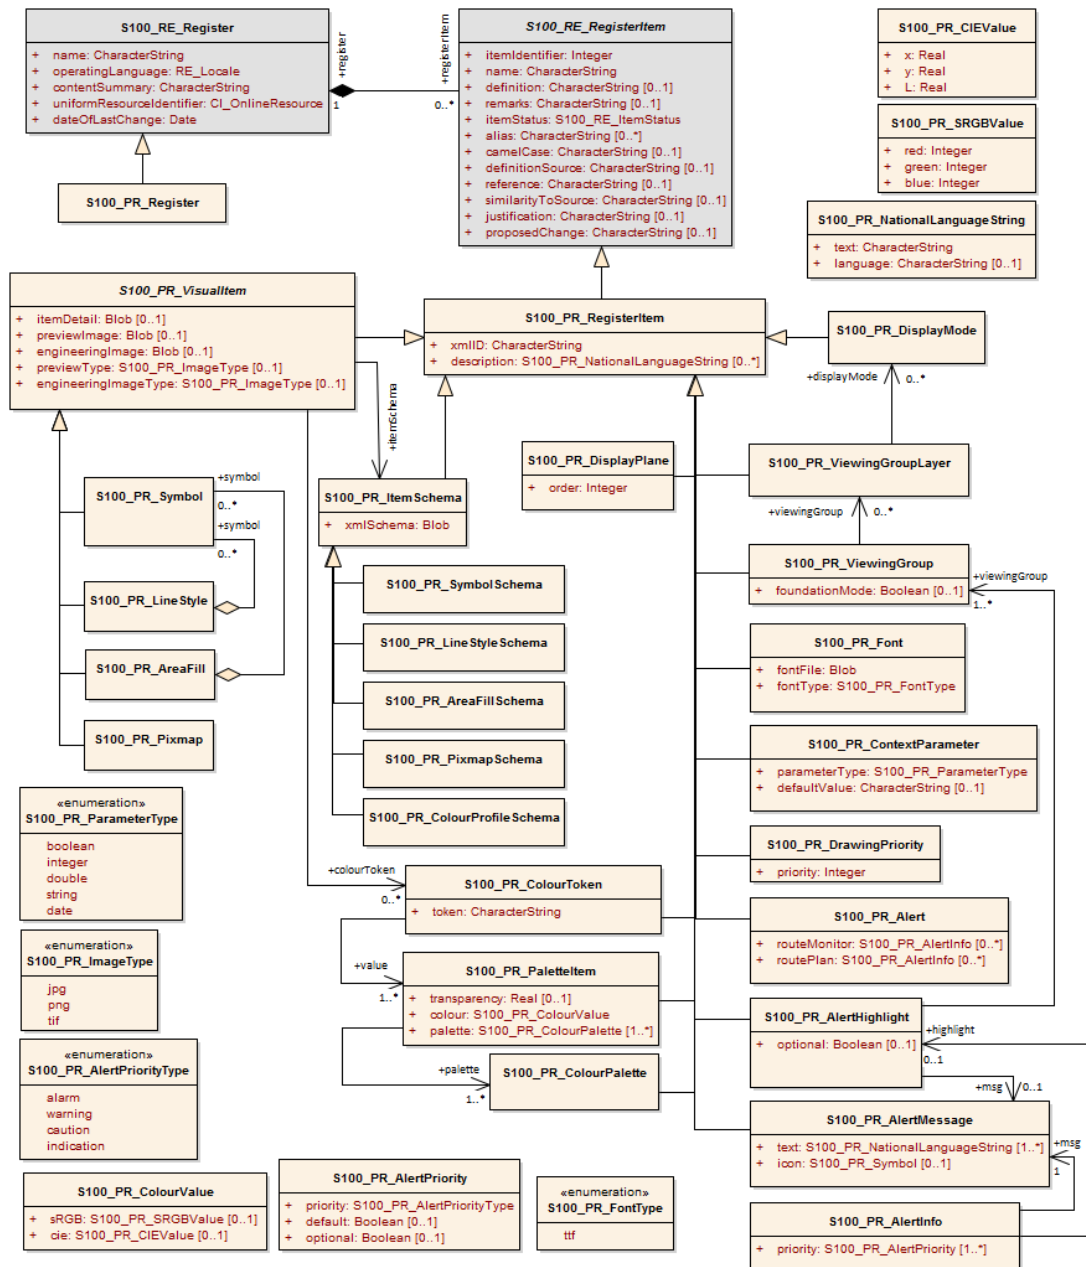 S100_RE_Register
+ name: CharacterString
+ operatingLanguage: RE_Locale
+ contentSummary: CharacterString
+ uniformResourceIdentifier: CI_OnlineResource
+ dateOfLastChange: Date
+register
1
+registerItem
0..*
S100_RE_RegisterItem
+ itemIdentifier: Integer
+ name: CharacterString
+ definition: CharacterString [0..1]
+ remarks: CharacterString [0..1]
+ itemStatus: S100_RE_ItemStatus
+ alias: CharacterString [0..*]
+ camelCase: CharacterString [0..1]
+ definitionSource: CharacterString [0..1]
+ reference: CharacterString [0..1]
+ similarityToSource: CharacterString [0..1]
+ justification: CharacterString [0..1]
+ proposedChange: CharacterString [0..1]
S100_PR_CIEValue
+ x: Real
+ y: Real
+ L: Real
S100_PR_SRGBValue
+ red: Integer
+ green: Integer
+ blue: Integer
S100_PR_NationalLanguageString
+ text: CharacterString
+ language: CharacterString [0..1]
S100_PR_Register
S100_PR_VisualItem
+ itemDetail: Blob [0..1]
+ previewImage: Blob [0..1]
+ engineeringImage: Blob [0..1]
+ previewType: S100_PR_ImageType [0..1]
+ engineeringImageType: S100_PR_ImageType [0..1]
S100_PR_RegisterItem
+ xmlID: CharacterString
+ description: S100_PR_NationalLanguageString [0..*]
S100_PR_DisplayMode
+displayMode
0..*
+itemSchema
S100_PR_DisplayPlane
+ order: Integer
S100_PR_ViewingGroupLayer
+viewingGroup
0..*
S100_PR_Symbol
+symbol
0..*
+symbol
0..*
S100_PR_ItemSchema
+ xmlSchema: Blob
S100_PR_ViewingGroup
+ foundationMode: Boolean [0..1]
+viewingGroup
1..*
S100_PR_LineStyle
S100_PR_SymbolSchema
S100_PR_AreaFill
S100_PR_LineStyleSchema
S100_PR_Font
+ fontFile: Blob
+ fontType: S100_PR_FontType
S100_PR_AreaFillSchema
S100_PR_Pixmap
S100_PR_PixmapSchema
S100_PR_ContextParameter
+ parameterType: S100_PR_ParameterType
+ defaultValue: CharacterString [0..1]
«enumeration»
S100_PR_ParameterType
boolean
integer
double
string
date
S100_PR_ColourProfileSchema
S100_PR_DrawingPriority
+ priority: Integer
+colourToken
0..*
S100_PR_ColourToken
+ token: CharacterString
S100_PR_Alert
+ routeMonitor: S100_PR_AlertInfo [0..*]
+ routePlan: S100_PR_AlertInfo [0..*]
«enumeration»
S100_PR_ImageType
jpg
png
tif
+value
1..*
S100_PR_PaletteItem
+ transparency: Real [0..1]
+ colour: S100_PR_ColourValue
+ palette: S100_PR_ColourPalette [1..*]
S100_PR_AlertHighlight
+ optional: Boolean [0..1]
+highlight
0..1
«enumeration»
S100_PR_AlertPriorityType
alarm
warning
caution
indication
+palette
1..*
S100_PR_ColourPalette
+msg
0..1
S100_PR_AlertMessage
+ text: S100_PR_NationalLanguageString [1..*]
+ icon: S100_PR_Symbol [0..1]
+msg
1
S100_PR_ColourValue
+ sRGB: S100_PR_SRGBValue [0..1]
+ cie: S100_PR_CIEValue [0..1]
S100_PR_AlertPriority
+ priority: S100_PR_AlertPriorityType
+ default: Boolean [0..1]
+ optional: Boolean [0..1]
«enumeration»
S100_PR_FontType
ttf
S100_PR_AlertInfo
+ priority: S100_PR_AlertPriority [1..*]